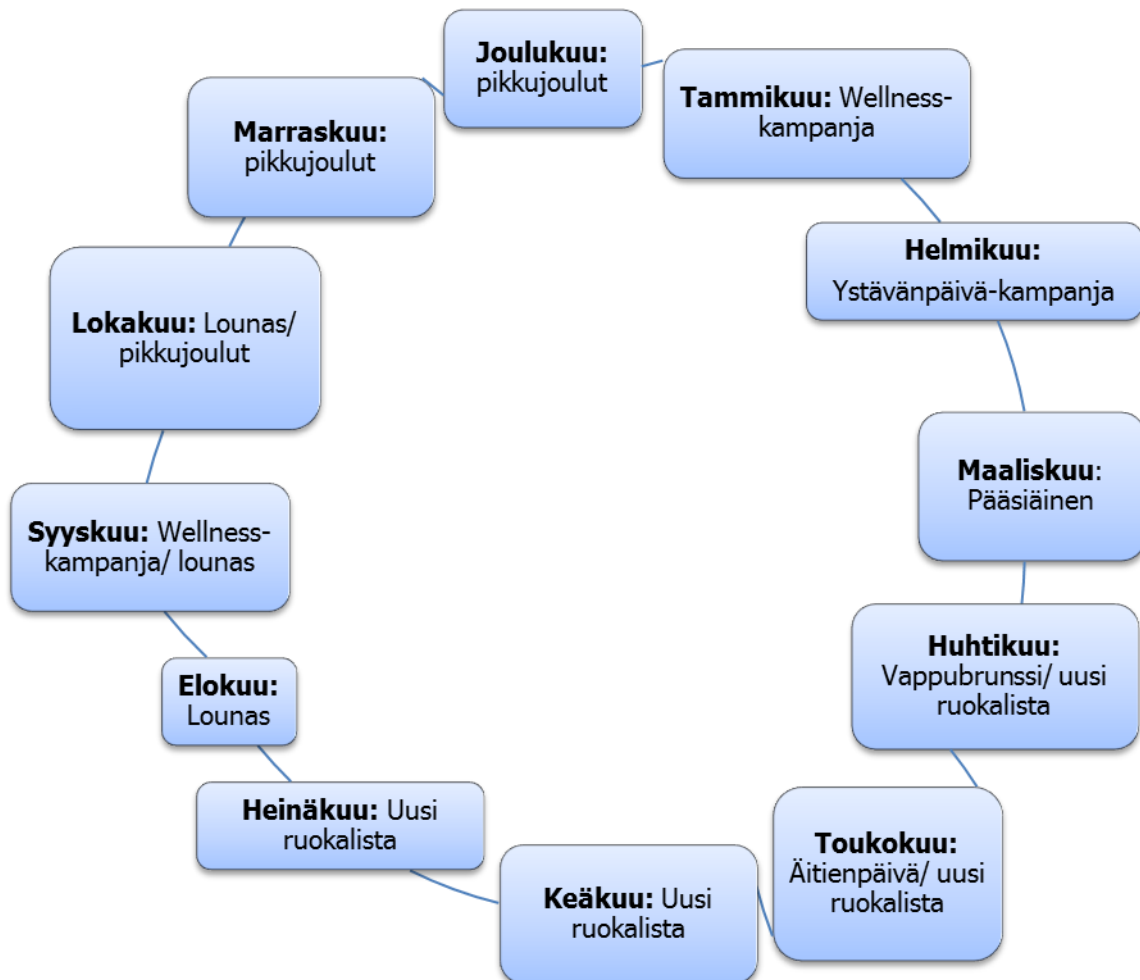 Joulukuu:
pikkujoulut
Tammikuu: Wellness-
kampanja
Helmikuu:
Ystävänpäivä-kampanja
Maaliskuu:
Pääsiäinen
Huhtikuu:
Vappubrunssi/ uusi
ruokalista
Toukokuu:
Äitienpäivä/ uusi
ruokalista
Keäkuu: Uusi
ruokalista
Heinäkuu: Uusi
ruokalista
Elokuu:
Lounas
Syyskuu: Wellness-
kampanja/ lounas
Lokakuu: Lounas/
pikkujoulut
Marraskuu:
pikkujoulut